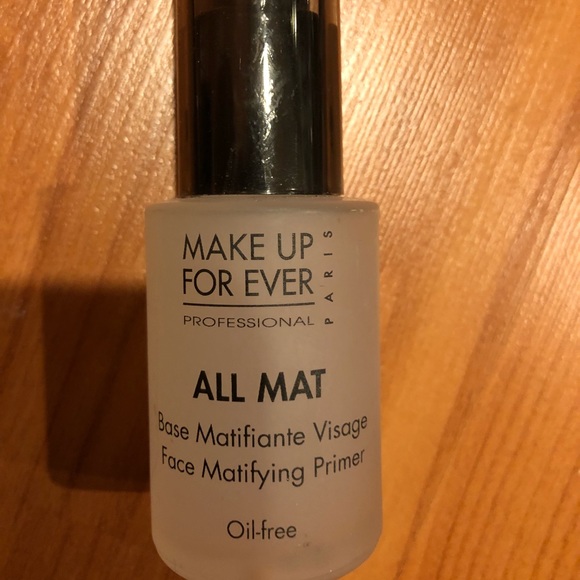 MAKE UP
FOR EVER
PROFESSIONAL
PARIS
ALL MAT
Base Matifiante Visage
Face Matifying Primer
Oil-free